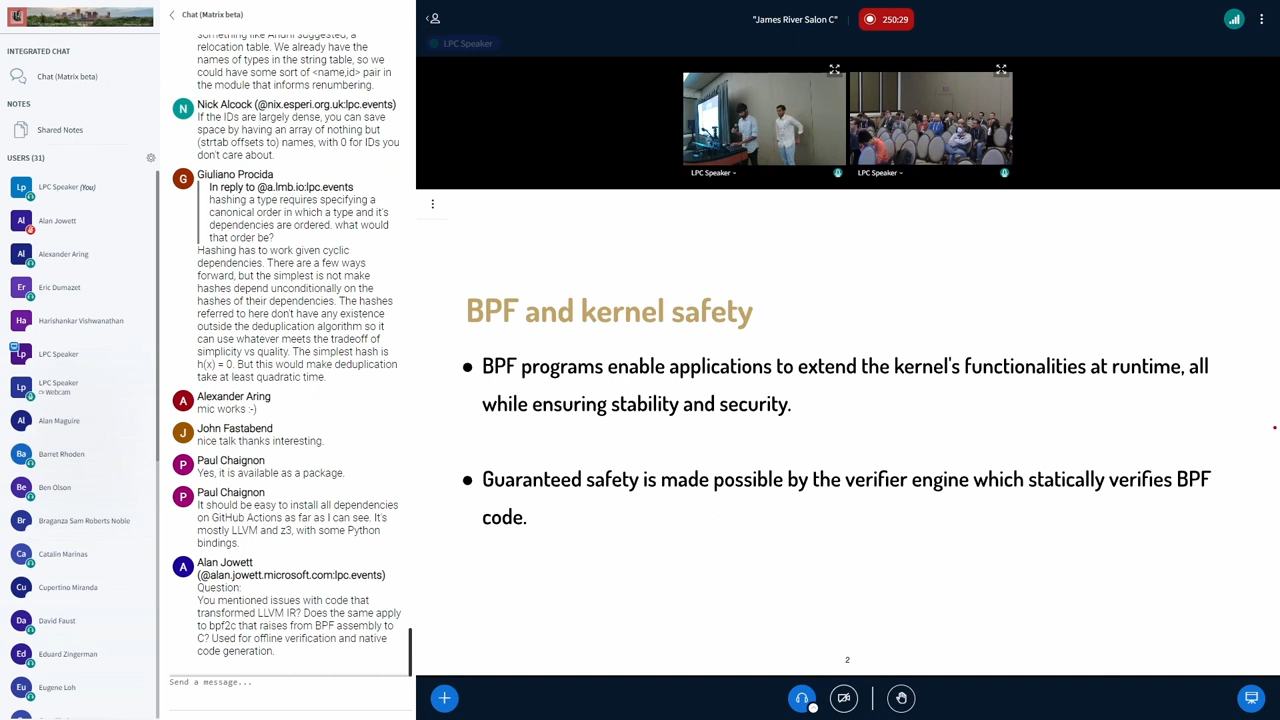 INTEGRATED CHAT
Chat (Matrix beta)
NOTES
Shared Notes
USERS (31)
Lp
LPC Speaker (You)
Al
Alan Jowett
Al
Alexander Aring
Er
Eric Dumazet
Ha
Harishankar Vishwanathan
Lp
LPC Speaker
Lp
LPC Speaker
Webcam
Al
Alan Maguire
Ba
Barret Rhoden
Be
Ben Olson
Br
Braganza Sam Roberts Noble
Ca
Catalin Marinas
Cu
Cupertino Miranda
Da
David Faust
Ed
Eduard Zingerman
Eu
Eugene Loh
Chat (Matrix beta)
something like Andrii suggested, a
relocation table. We already have the
names of types in the string table, so we
could have some sort of <name,id> pair in
the module that informs renumbering.
N
Nick Alcock (@nix.esperi.org.uk:lpc.events)
If the IDs are largely dense, you can save
space by having an array of nothing but
(strtab offsets to) names, with 0 for IDs you
don't care about.
G
Giuliano Procida
In reply to @a.lmb.io:lpc.events
hashing a type requires specifying a
canonical order in which a type and it's
dependencies are ordered. what would
that order be?
Hashing has to work given cyclic
dependencies. There are a few ways
forward, but the simplest is not make
hashes depend unconditionally on the
hashes of their dependencies. The hashes
referred to here don't have any existence
outside the deduplication algorithm so it
can use whatever meets the tradeoff of
simplicity vs quality. The simplest hash is
h(x) = 0. But this would make deduplication
take at least quadratic time.
A
Alexander Aring
mic works :-)
J
John Fastabend
nice talk thanks interesting.
P
Paul Chaignon
Yes, it is available as a package.
P
Paul Chaignon
It should be easy to install all dependencies
on GitHub Actions as far as I can see. It's
mostly LLVM and z3, with some Python
bindings.
A
Alan Jowett
(@alan.jowett.microsoft.com:lpc.events)
Question:
You mentioned issues with code that
transformed LLVM IR? Does the same apply
to bpf2c that raises from BPF assembly to
C? Used for offline verification and native
code generation.
Send a message...
"James River Salon C"
250:29
LPC Speaker
LPC Speaker
LPC Speaker
BPF and kernel safety
● BPF programs enable applications to extend the kernel's functionalities at runtime, all
while ensuring stability and security.
● Guaranteed safety is made possible by the verifier engine which statically verifies BPF
code.
2